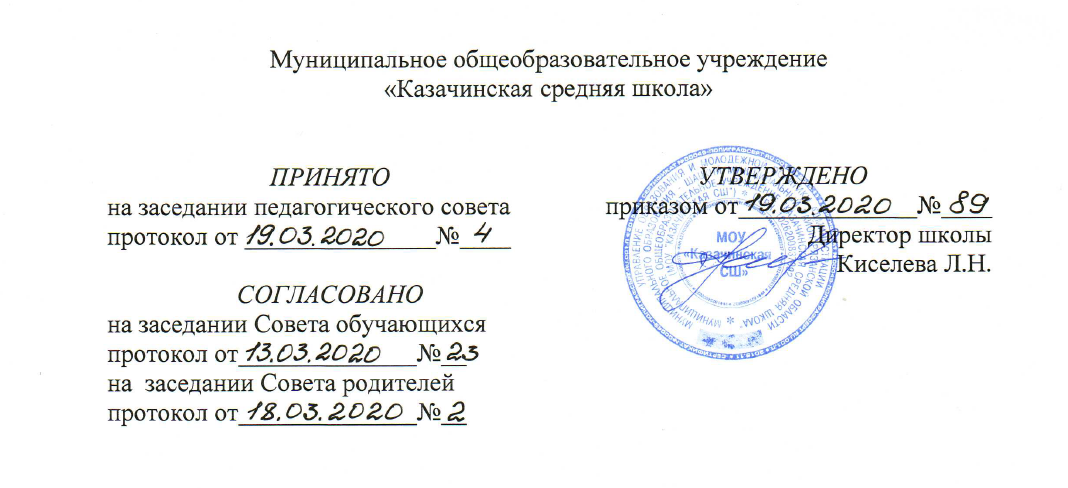 Муниципальное общеобразовательное учреждение
«Казачинская средняя школа»
ПРИНЯТО
на заседании педагогического совета
протокол от 19.03.2020 № 4
СОГЛАСОВАНО
на заседании Совета обучающихся
протокол от 13.03.2020 № 23
на заседании Совета родителей
протокол от 18.03.2020 № 2
УТВЕРЖДЕНО
приказом от 19.03.2020 № 89
Директор школы
Киселева Л.Н.
МОУ
«Казачинская
СШ»